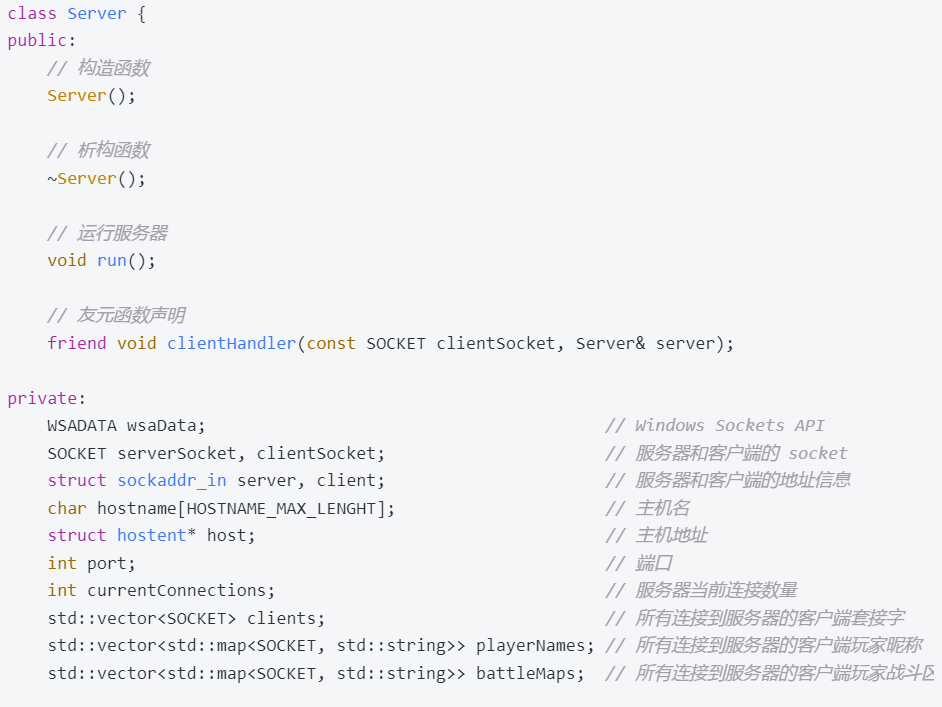 class Server {
public:
// 构造函数
Server();
// 析构函数
~Server();
// 运行服务器
void run();
// 友元函数声明
friend void clientHandler(const SOCKET clientSocket, Server& server);
private:
WSADATA wsaData; // Windows Sockets API
SOCKET serverSocket, clientSocket; // 服务器和客户端的 socket
struct sockaddr_in server, client; // 服务器和客户端的地址信息
char hostname[HOSTNAME_MAX_LENGHT]; // 主机名
struct hostent* host; // 主机地址
int port; // 端口
int currentConnections; // 服务器当前连接数量
std::vector<SOCKET> clients; // 所有连接到服务器的客户端套接字
std::vector<std::map<SOCKET, std::string>> playerNames; // 所有连接到服务器的客户端玩家昵称
std::vector<std::map<SOCKET, std::string>> battleMaps; // 所有连接到服务器的客户端玩家战斗区